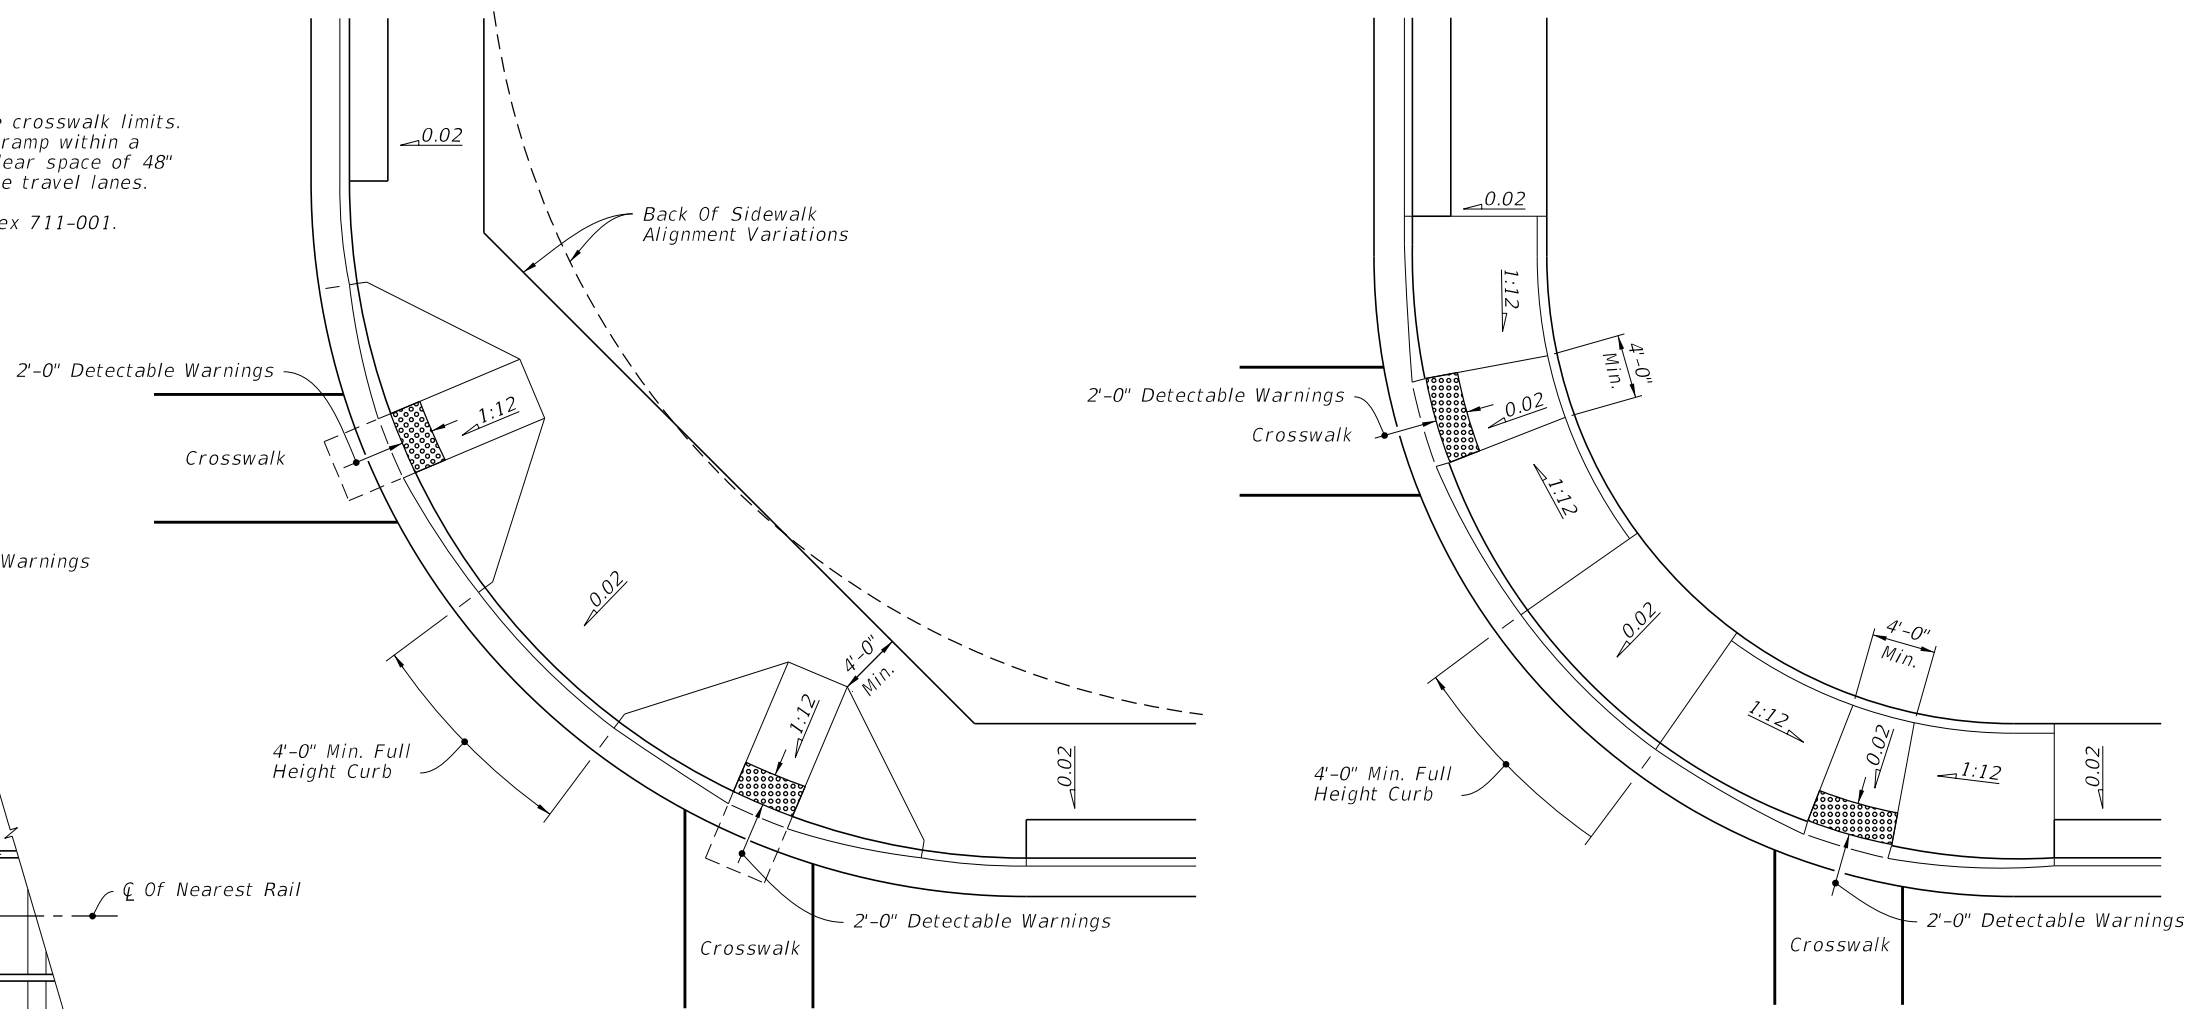 crosswalk limits.
ramp within a
space of 48"
travel lanes.
711-001.
Warnings
℄ Of Nearest Rail
0.02
Back Of Sidewalk
Alignment Variations
2'-0" Detectable Warnings
1:12
Crosswalk
0.02
4'-0"
Min.
1:12
4'-0" Min. Full
Height Curb
0.02
2'-0" Detectable Warnings
Crosswalk
0.02
1:12
4'-0"
Min.
2'-0" Detectable Warnings
0.02
Crosswalk
1:12
0.02
4'-0"
Min.
1:12
0.02
1:12
0.02
4'-0" Min. Full
Height Curb
2'-0" Detectable Warnings
Crosswalk